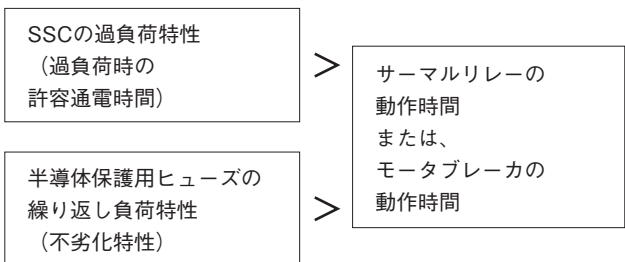 SSCの過負荷特性
（過負荷時の
許容通電時間）
＞
半導体保護用ヒューズの
繰り返し負荷特性
（不劣化特性）
＞
サーマルリレーの
動作時間
または、
モータブレーカの
動作時間